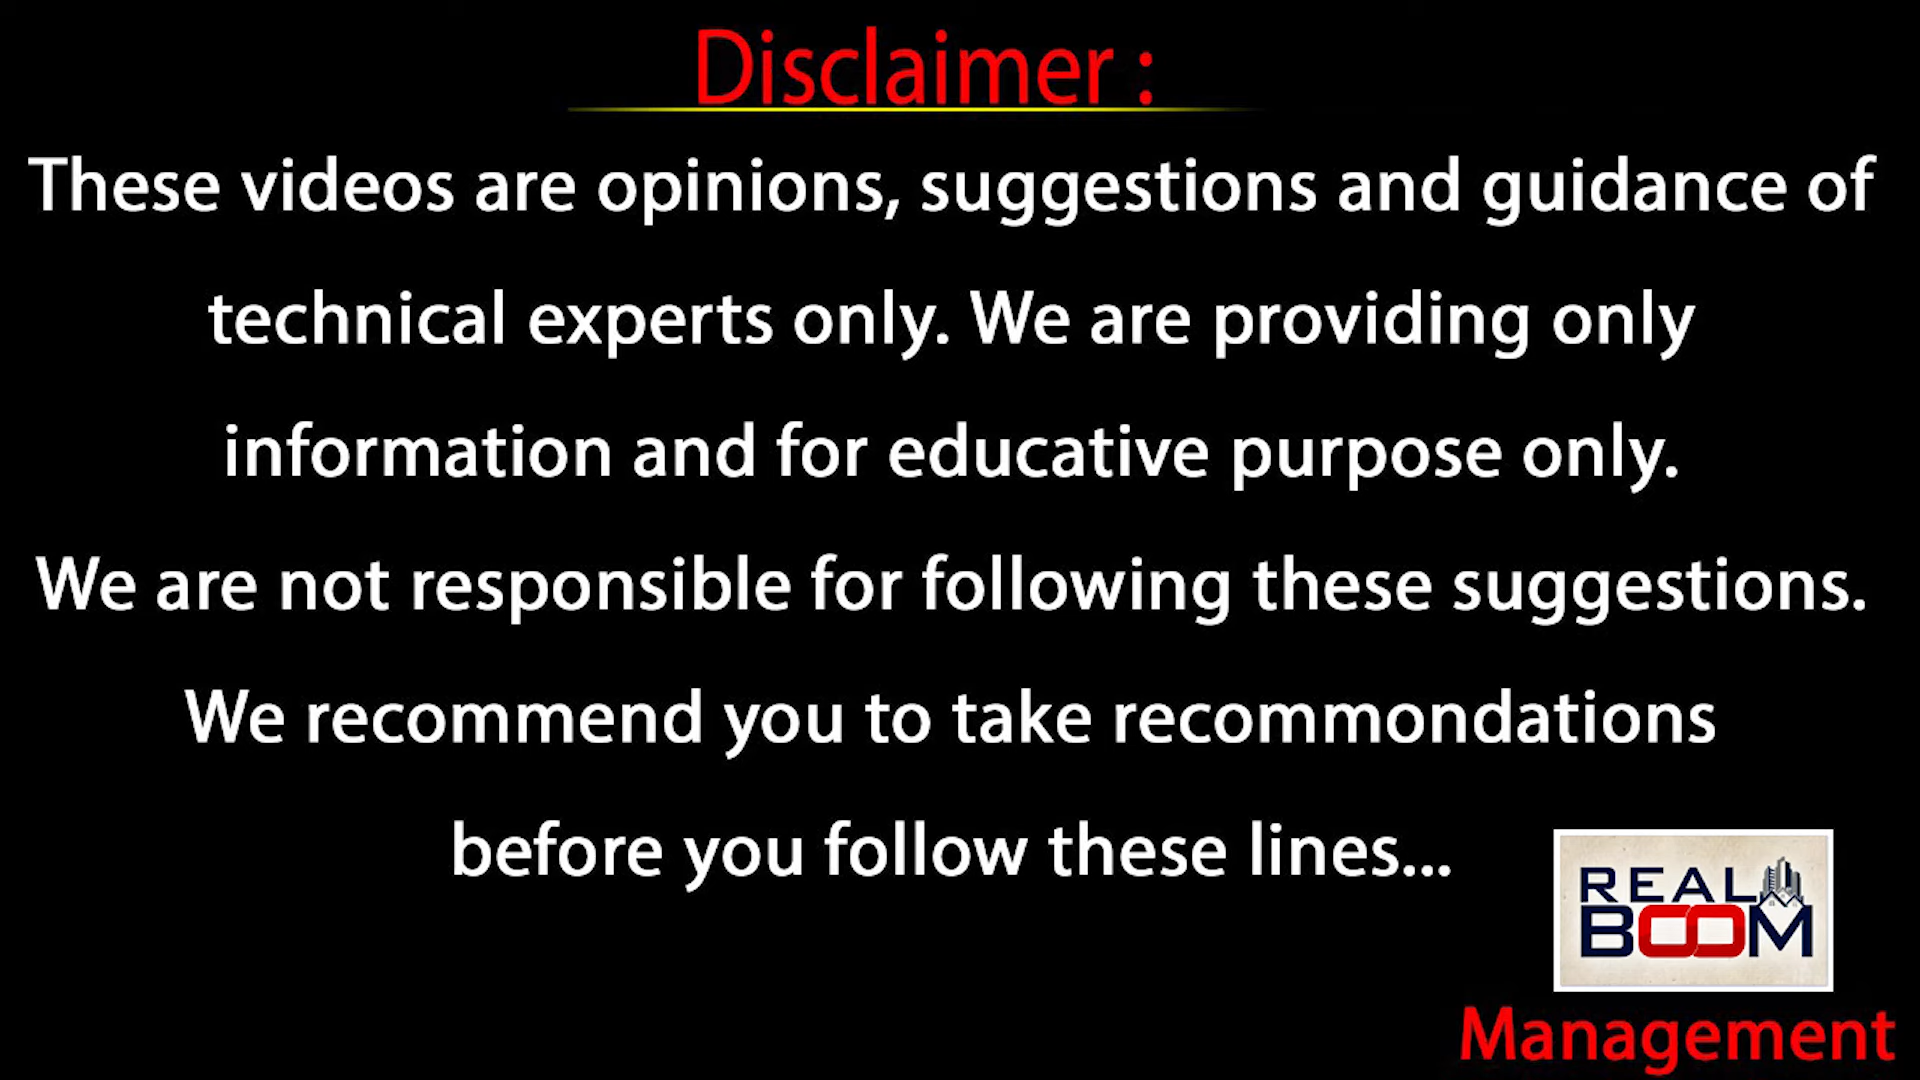 Disclaimer :
These videos are opinions, suggestions and guidance of
technical experts only. We are providing only
information and for educative purpose only.
We are not responsible for following these suggestions.
We recommend you to take recommondations
before you follow these lines...
REAL
BOOM
Management